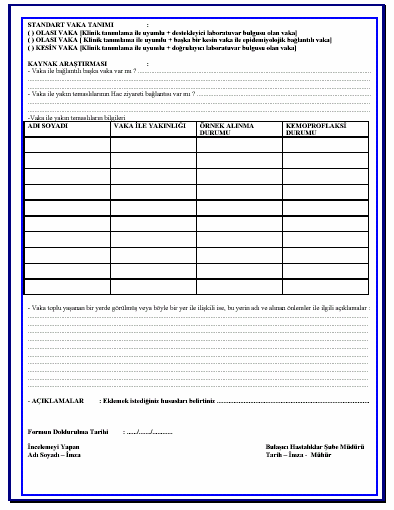 STANDART VAKA TANIMI :
( ) OLASI VAKA [Klinik tanımlama ile uyumlu + destekleyici laboratuvar bulgusu olan vaka]
( ) OLASI VAKA [ Klinik tanımlama ile uyumlu + başka bir kesin vaka ile epidemiyolojik bağlantılı vaka]
( ) KESİN VAKA [Klinik tanımlama ile uyumlu + doğrulayıcı laboratuvar bulgusu olan vaka]
KAYNAK ARAŞTIRMASI :
- Vaka ile bağlantılı başka vaka var mı ? ............................................................
............................................................
- Vaka ile yakın temaslılarının Hac ziyareti bağlantısı var mı ? ............................................................
............................................................
............................................................
-Vaka ile yakın temaslıların bilgileri
ADI SOYADI VAKA İLE YAKINLIĞI ÖRNEK ALINMA DURUMU KEMOPROFLAKSİ DURUMU
- Vaka toplu yaşanan bir yerde görülmüş veya böyle bir yer ile ilişkili ise, bu yerin adı ve alınan önlemler ile ilgili açıklamalar :
............................................................
............................................................
............................................................
............................................................
............................................................
............................................................
............................................................
............................................................
............................................................
............................................................
- AÇIKLAMALAR : Eklemek istediğiniz hususları belirtiniz ............................................................
Formun Doldurulma Tarihi : ....../......./...........
İncelemeyi Yapan Bulaşıcı Hastalıklar Şube Müdürü
Adı Soyadı – İmza Tarih – İmza - Mühür